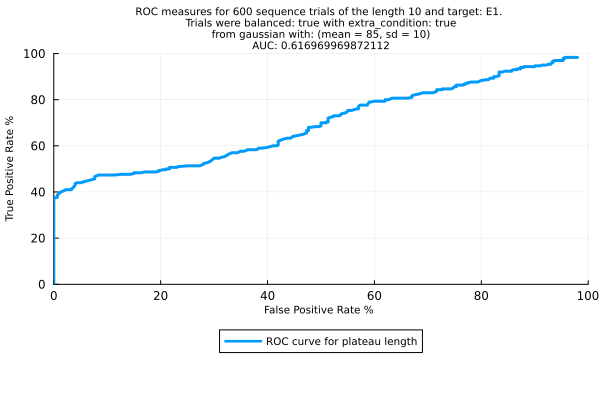 ROC measures for 600 sequence trials of the length 10 and target: E1.
Trials were balanced: true with extra_condition: true
from gaussian with: (mean = 85, sd = 10)
AUC: 0.616969969872112
100
80
60
40
20
0
True Positive Rate %
0 20 40 60 80 100
False Positive Rate %
ROC curve for plateau length